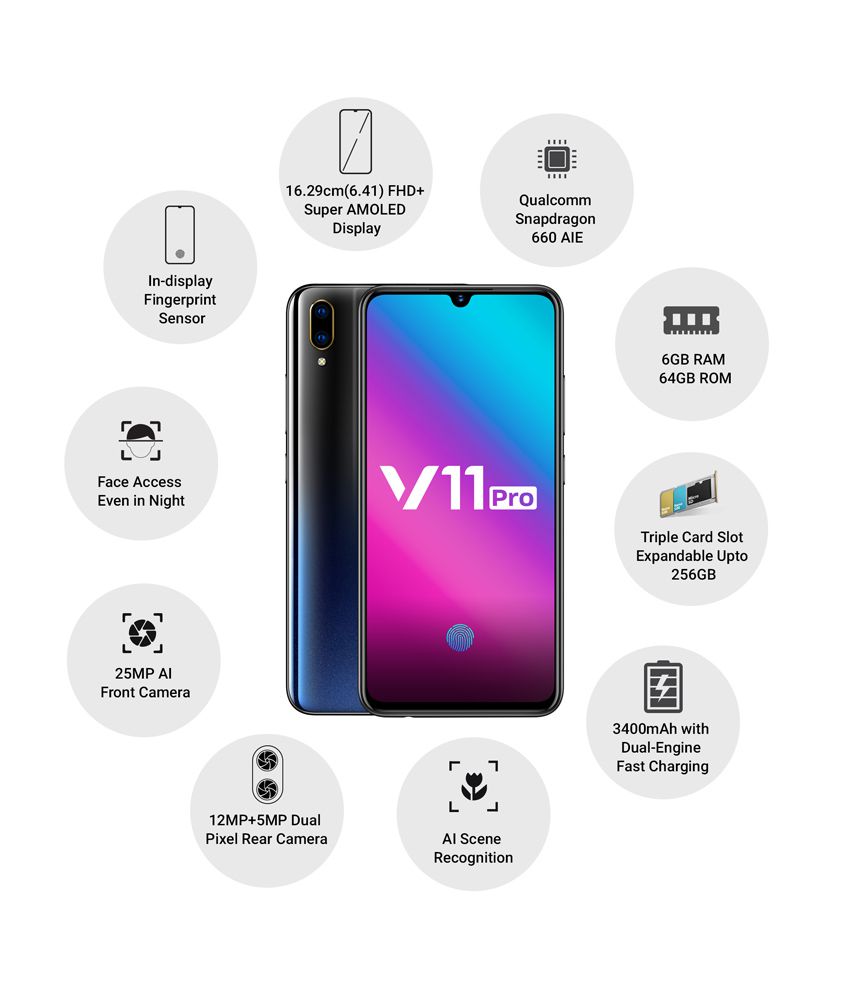 16.29cm(6.41) FHD+
Super AMOLED
Display
Qualcomm
Snapdragon
660 AIE
In-display
Fingerprint
Sensor
6GB RAM
64GB ROM
Face Access
Even in Night
V11 Pro
Triple Card Slot
Expandable Upto
256GB
25MP AI
Front Camera
3400mAh with
Dual-Engine
Fast Charging
12MP+5MP Dual
Pixel Rear Camera
AI Scene
Recognition